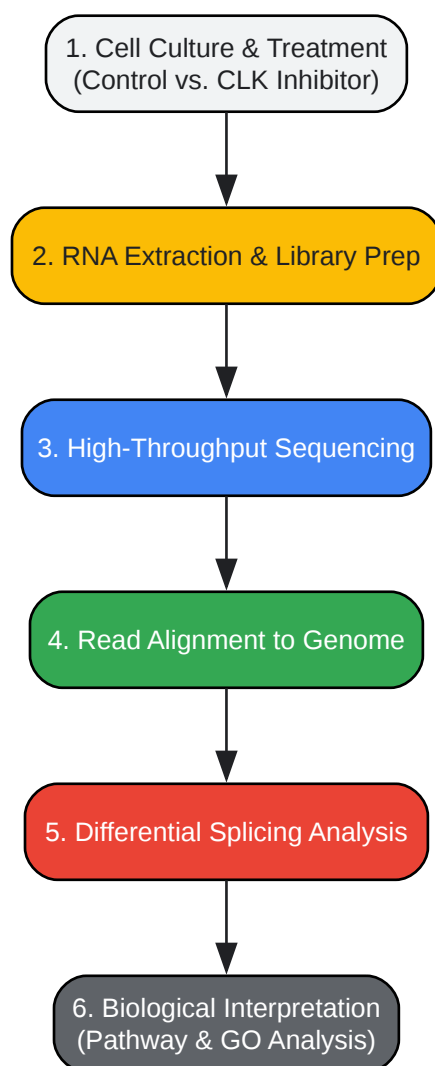 1. Cell Culture & Treatment
(Control vs. CLK Inhibitor)
2. RNA Extraction & Library Prep
3. High-Throughput Sequencing
4. Read Alignment to Genome
5. Differential Splicing Analysis
6. Biological Interpretation
(Pathway & GO Analysis)